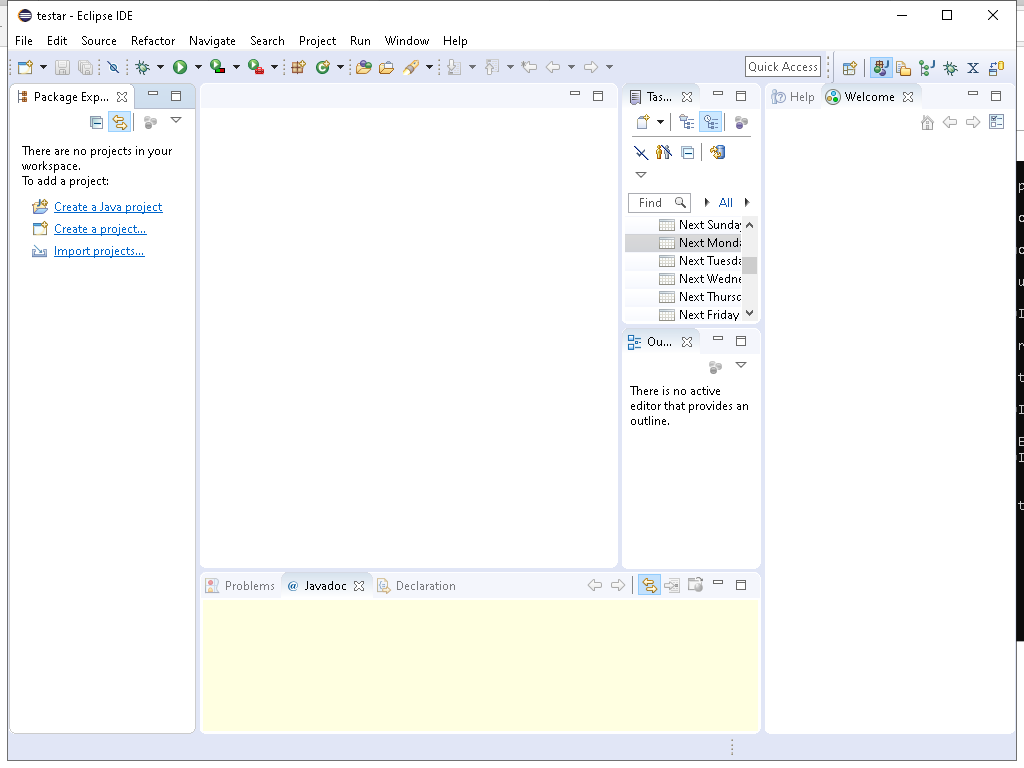 testar - Eclipse IDE
File Edit Source Refactor Navigate Search Project Run Window Help
Quick Access
Package Exp...
There are no projects in your
workspace.
To add a project:
Create a Java project
Create a project...
Import projects...
Tas...
Find
All
Next Sunday
Next Monda
Next Tuesda
Next Wedne
Next Thursd
Next Friday
Ou...
There is no active
editor that provides an
outline.
Help
Welcome
Problems
@ Javadoc
Declaration